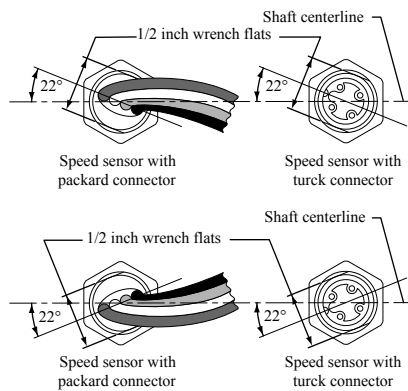 Shaft centerline
1/2 inch wrench flats
22°
22°
Speed sensor with
packard connector
Speed sensor with
turck connector
Shaft centerline
1/2 inch wrench flats
22°
22°
Speed sensor with
packard connector
Speed sensor with
turck connector